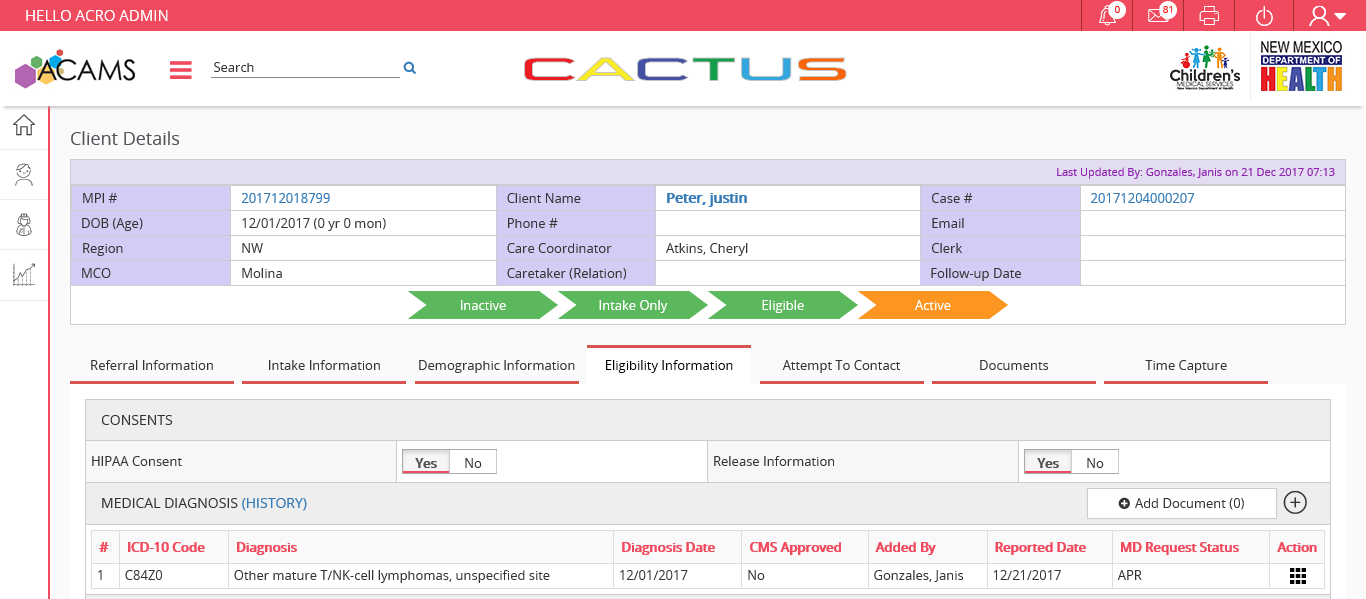 HELLO ACRO ADMIN 0 81
ACAMS Search CACTUS Children's MEDICAL SERVICES New Mexico Department of Health NEW MEXICO DEPARTMENT OF HEALTH
Client Details
Last Updated By: Gonzales, Janis on 21 Dec 2017 07:13
MPI # 201712018799 Client Name Peter, justin Case # 20171204000207
DOB (Age) 12/01/2017 (0 yr 0 mon) Phone # Email
Region NW Care Coordinator Atkins, Cheryl Clerk
MCO Molina Caretaker (Relation) Follow-up Date
Inactive Intake Only Eligible Active
Referral Information Intake Information Demographic Information Eligibility Information Attempt To Contact Documents Time Capture
CONSENTS
HIPAA Consent Yes No Release Information Yes No
MEDICAL DIAGNOSIS (HISTORY) Add Document (0)
# ICD-10 Code Diagnosis Diagnosis Date CMS Approved Added By Reported Date MD Request Status Action
1 C84Z0 Other mature T/NK-cell lymphomas, unspecified site 12/01/2017 No Gonzales, Janis 12/21/2017 APR